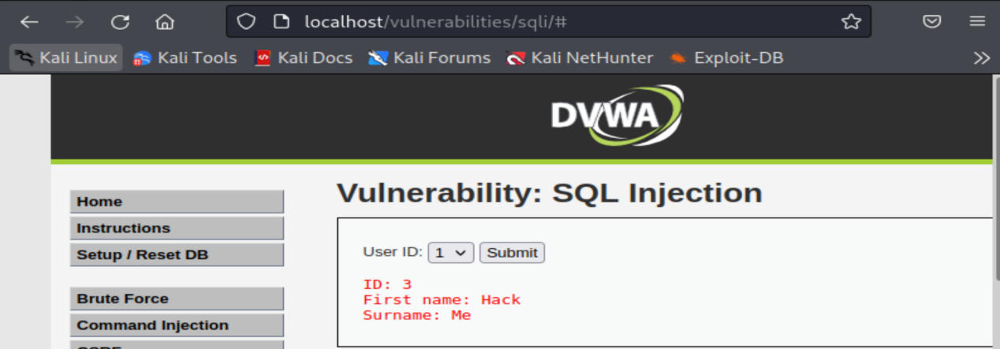 localhost/vulnerabilities/sqli/#
Kali Linux Kali Tools Kali Docs Kali Forums Kali NetHunter Exploit-DB
DVWA
Home
Instructions
Setup / Reset DB
Brute Force
Command Injection
Vulnerability: SQL Injection
User ID: 1 Submit
ID: 3
First name: Hack
Surname: Me